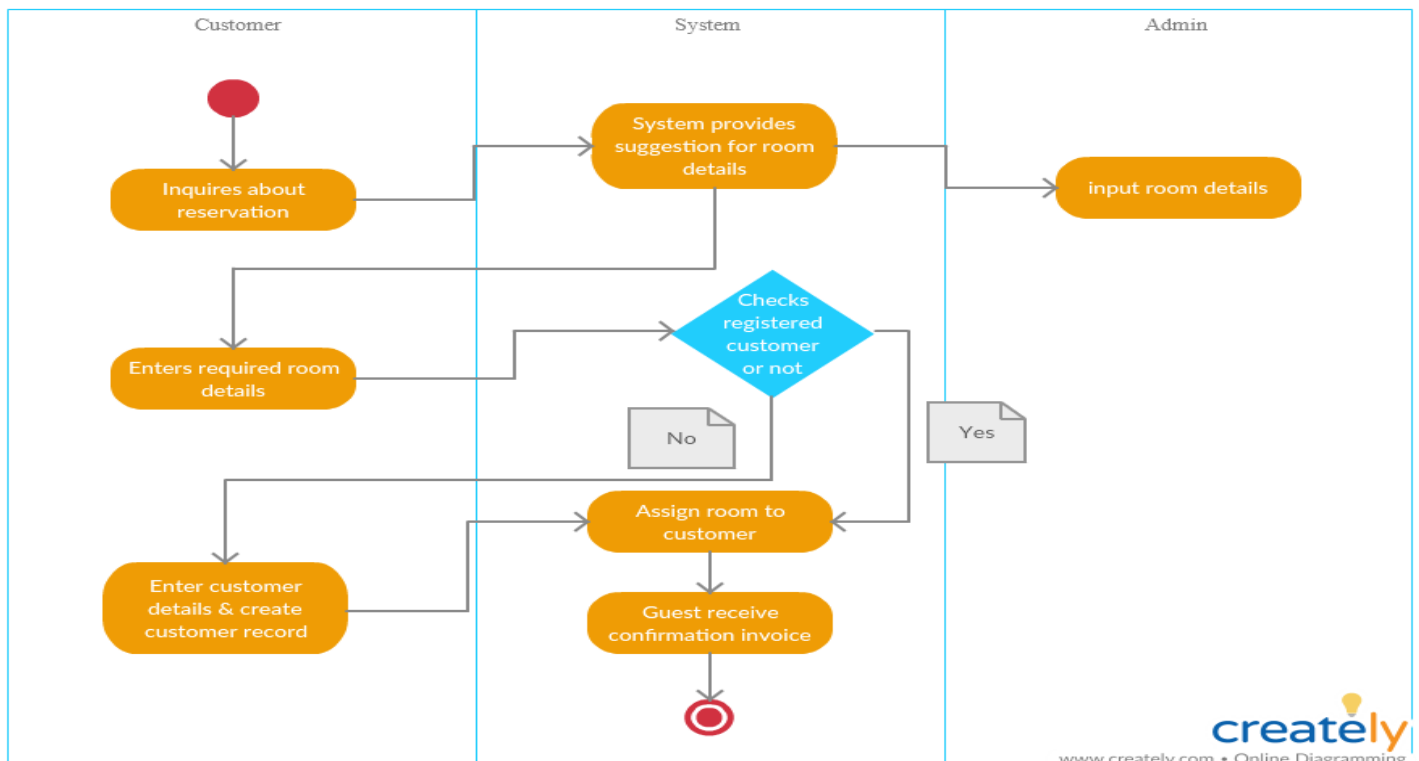 Customer
System
Admin
System provides
suggestion for room
details
Inquires about
reservation
input room details
Checks
registered
customer
or not
Enters required room
details
No
Yes
Assign room to
customer
Enter customer
details & create
customer record
Guest receive
confirmation invoice
creately
www.creately.com • Online Diagramming